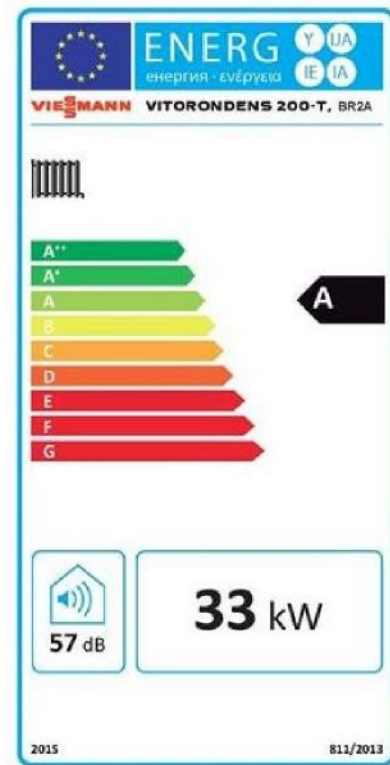 ENERG Y UA
енергия · ενέργεια IE IA
VIESMANN VITORONDENS 200-T, BR2A
A++
A+
A
A
B
C
D
E
F
G
57 dB
33 kW
2015 811/2013